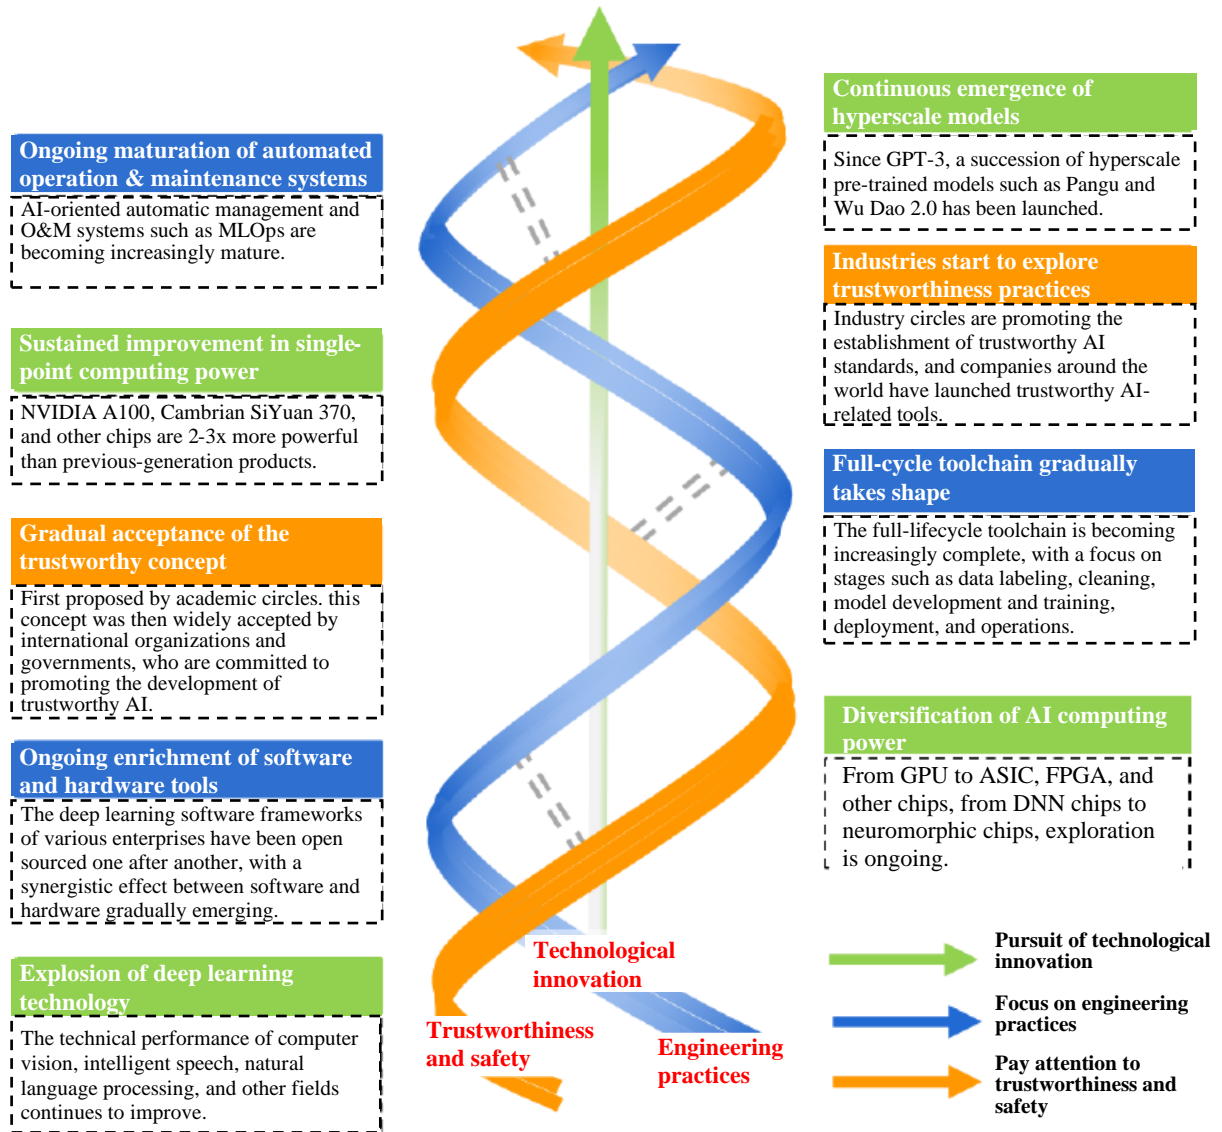 Ongoing maturation of automated
operation & maintenance systems
AI-oriented automatic management and
O&M systems such as MLOps are
becoming increasingly mature.
Sustained improvement in single-
point computing power
NVIDIA A100, Cambrian SiYuan 370,
and other chips are 2-3x more powerful
than previous-generation products.
Gradual acceptance of the
trustworthy concept
First proposed by academic circles. this
concept was then widely accepted by
international organizations and
governments, who are committed to
promoting the development of
trustworthy AI.
Ongoing enrichment of software
and hardware tools
The deep learning software frameworks
of various enterprises have been open
sourced one after another, with a
synergistic effect between software and
hardware gradually emerging.
Explosion of deep learning
technology
The technical performance of computer
vision, intelligent speech, natural
language processing, and other fields
continues to improve.
Technological
innovation
Trustworthiness
and safety
Engineering
practices
Continuous emergence of
hyperscale models
Since GPT-3, a succession of hyperscale
pre-trained models such as Pangu and
Wu Dao 2.0 has been launched.
Industries start to explore
trustworthiness practices
Industry circles are promoting the
establishment of trustworthy AI
standards, and companies around the
world have launched trustworthy AI-
related tools.
Full-cycle toolchain gradually
takes shape
The full-lifecycle toolchain is becoming
increasingly complete, with a focus on
stages such as data labeling, cleaning,
model development and training,
deployment, and operations.
Diversification of AI computing
power
From GPU to ASIC, FPGA, and
other chips, from DNN chips to
neuromorphic chips, exploration
is ongoing.
Pursuit of technological
innovation
Focus on engineering
practices
Pay attention to
trustworthiness and
safety